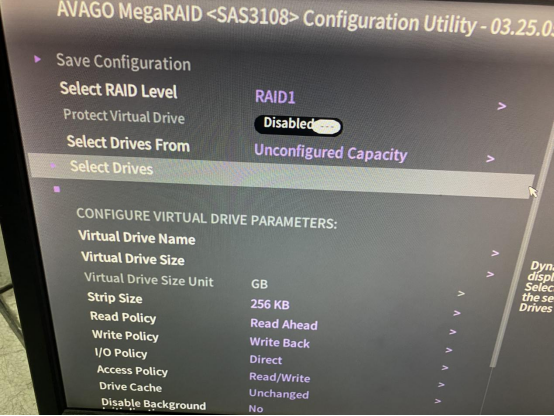 AVAGO MegaRAID <SAS3108> Configuration Utility - 03.25.0
Save Configuration
Select RAID Level RAID1 >
Protect Virtual Drive Disabled ---
Select Drives From Unconfigured Capacity >
Select Drives
CONFIGURE VIRTUAL DRIVE PARAMETERS:
Virtual Drive Name >
Virtual Drive Size >
Virtual Drive Size Unit GB >
Strip Size 256 KB >
Read Policy Read Ahead >
Write Policy Write Back >
I/O Policy Direct >
Access Policy Read/Write >
Drive Cache Unchanged >
Disable Background No
Dyn
disp
Selec
the se
Drives